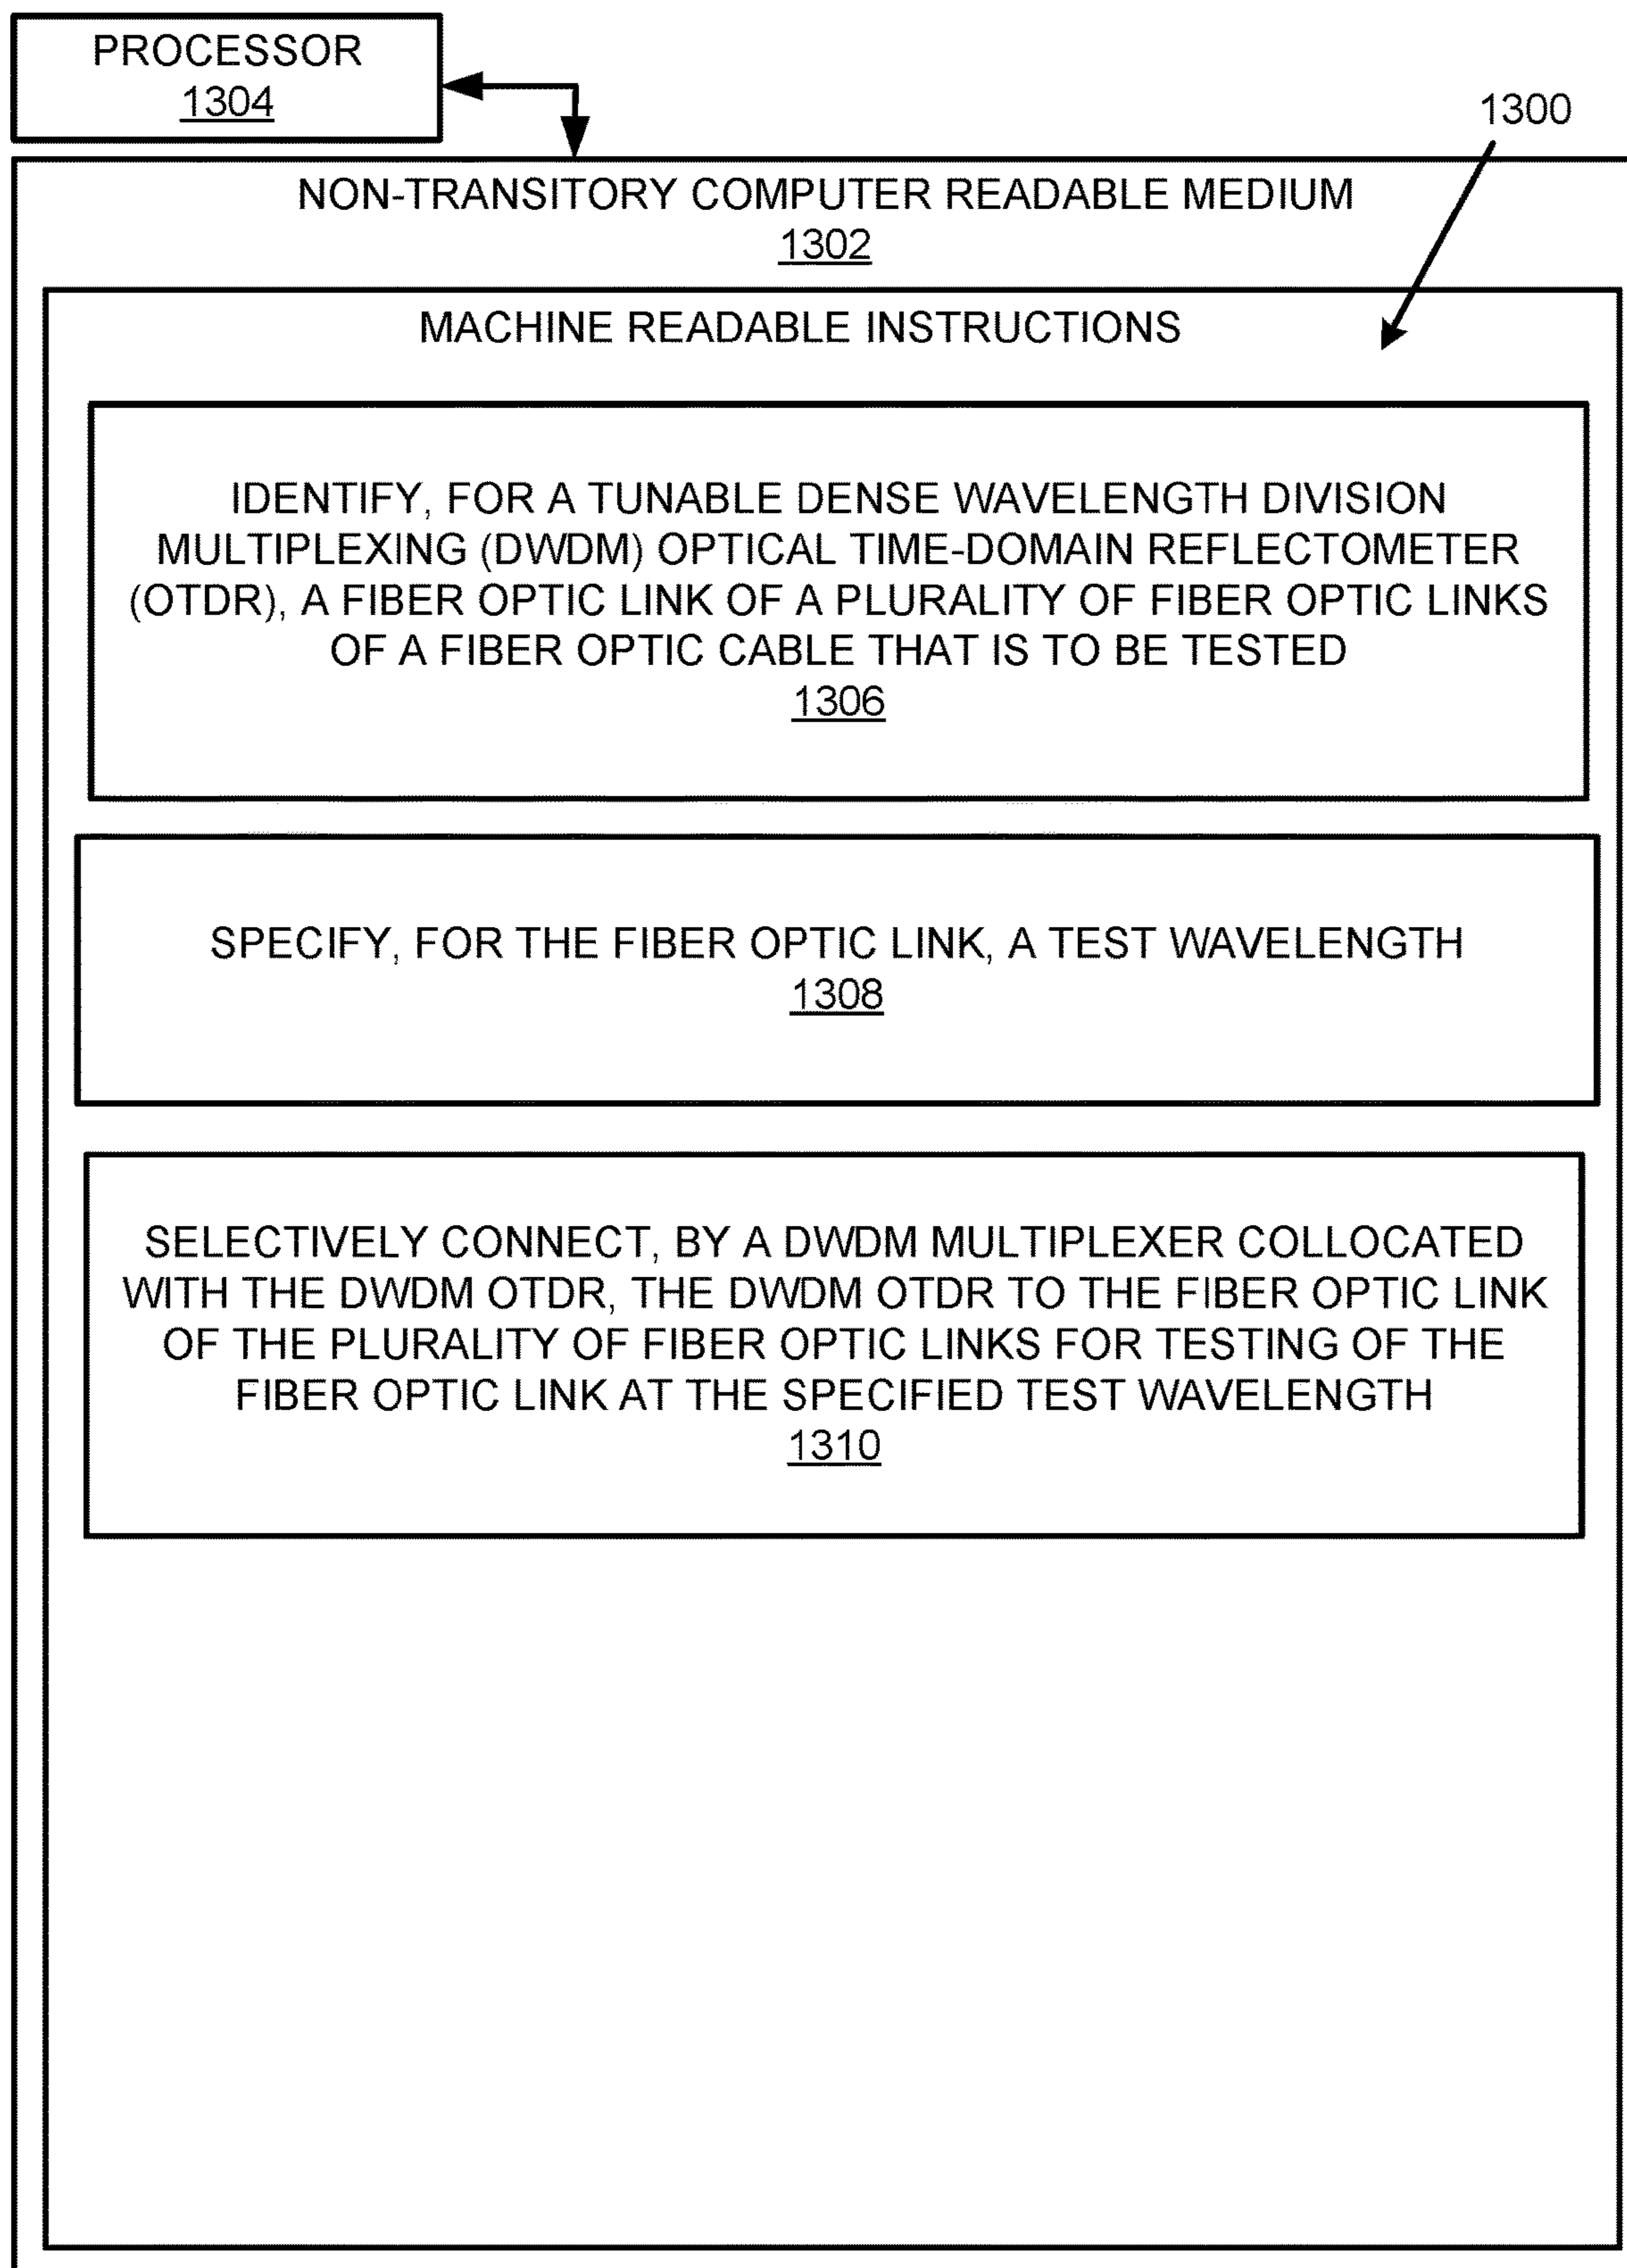 PROCESSOR
1304
1300
NON-TRANSITORY COMPUTER READABLE MEDIUM
1302
MACHINE READABLE INSTRUCTIONS
IDENTIFY, FOR A TUNABLE DENSE WAVELENGTH DIVISION
MULTIPLEXING (DWDM) OPTICAL TIME-DOMAIN REFLECTOMETER
(OTDR), A FIBER OPTIC LINK OF A PLURALITY OF FIBER OPTIC LINKS
OF A FIBER OPTIC CABLE THAT IS TO BE TESTED
1306
SPECIFY, FOR THE FIBER OPTIC LINK, A TEST WAVELENGTH
1308
SELECTIVELY CONNECT, BY A DWDM MULTIPLEXER COLLOCATED
WITH THE DWDM OTDR, THE DWDM OTDR TO THE FIBER OPTIC LINK
OF THE PLURALITY OF FIBER OPTIC LINKS FOR TESTING OF THE
FIBER OPTIC LINK AT THE SPECIFIED TEST WAVELENGTH
1310